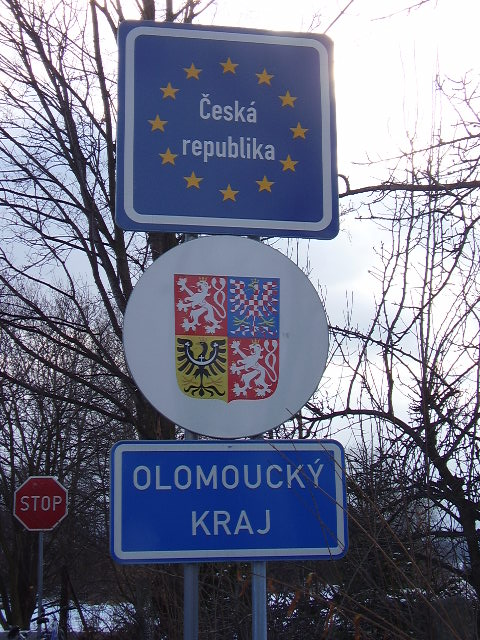 Česká
republika
OLOMOUCKÝ
KRAJ
STOP